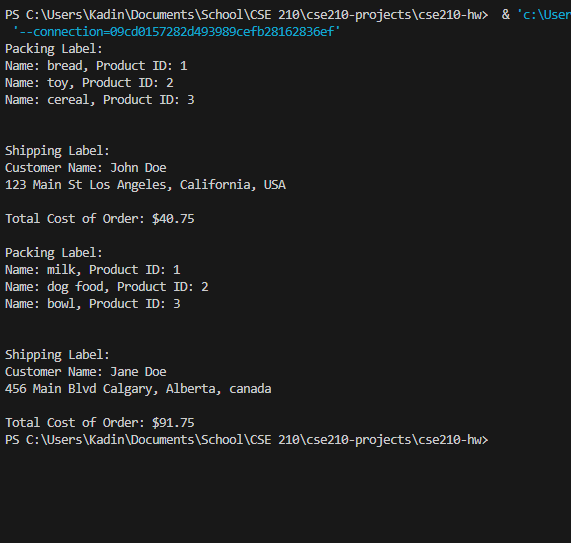 PS C:\Users\Kadin\Documents\School\CSE 210\cse210-projects\cse210-hw>  & 'c:\User
'--connection=09cd0157282d493989cefb28162836ef'
Packing Label:
Name: bread, Product ID: 1
Name: toy, Product ID: 2
Name: cereal, Product ID: 3
Shipping Label:
Customer Name: John Doe
123 Main St Los Angeles, California, USA
Total Cost of Order: $40.75
Packing Label:
Name: milk, Product ID: 1
Name: dog food, Product ID: 2
Name: bowl, Product ID: 3
Shipping Label:
Customer Name: Jane Doe
456 Main Blvd Calgary, Alberta, canada
Total Cost of Order: $91.75
PS C:\Users\Kadin\Documents\School\CSE 210\cse210-projects\cse210-hw>